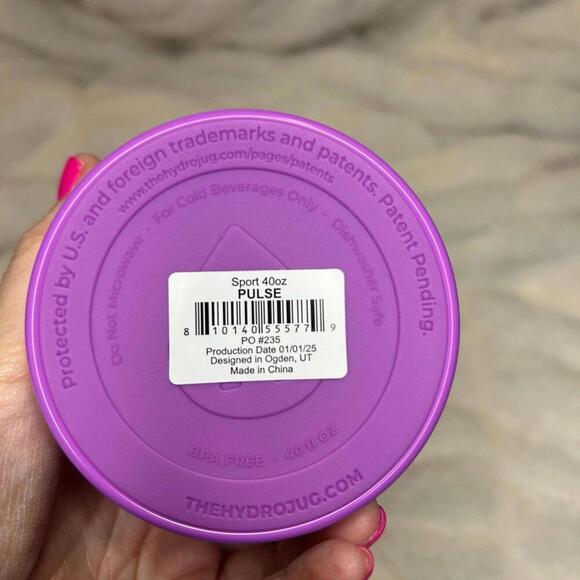 Protected by U.S. and foreign trademarks and patents. Patent Pending.
www.thehydrojug.com/pages/patents
Do Not Microwave - For Cold Beverages Only - Dishwasher Safe
Sport 40oz
PULSE
8 10140 55577 9
PO #235
Production Date 01/01/25
Designed in Ogden, UT
Made in China
BPA FREE - 40 fl OZ
THEHYDROJUG.COM